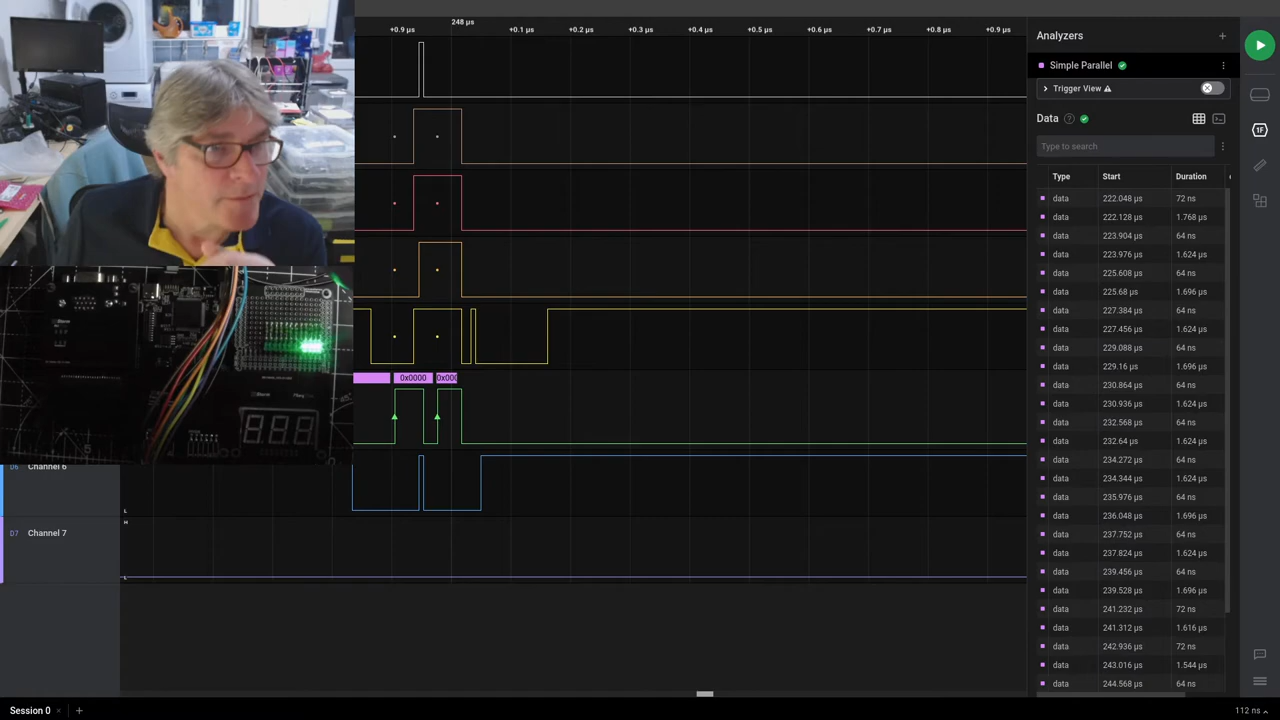 248 µs
+0.9 µs
+0.1 µs
+0.2 µs
+0.3 µs
+0.4 µs
+0.5 µs
+0.6 µs
+0.7 µs
+0.8 µs
+0.9 µs
0x0000
0x000
D6 Channel 6
L
H
D7 Channel 7
L
Analyzers
Simple Parallel
Trigger View
Data
Type to search
Type Start Duration
data 222.048 µs 72 ns
data 222.128 µs 1.768 µs
data 223.904 µs 64 ns
data 223.976 µs 1.624 µs
data 225.608 µs 64 ns
data 225.68 µs 1.696 µs
data 227.384 µs 64 ns
data 227.456 µs 1.624 µs
data 229.088 µs 64 ns
data 229.16 µs 1.696 µs
data 230.864 µs 64 ns
data 230.936 µs 1.624 µs
data 232.568 µs 64 ns
data 232.64 µs 1.624 µs
data 234.272 µs 64 ns
data 234.344 µs 1.624 µs
data 235.976 µs 64 ns
data 236.048 µs 1.696 µs
data 237.752 µs 64 ns
data 237.824 µs 1.624 µs
data 239.456 µs 64 ns
data 239.528 µs 1.696 µs
data 241.232 µs 72 ns
data 241.312 µs 1.616 µs
data 242.936 µs 72 ns
data 243.016 µs 1.544 µs
data 244.568 µs 64 ns
1F
Session 0
112 ns